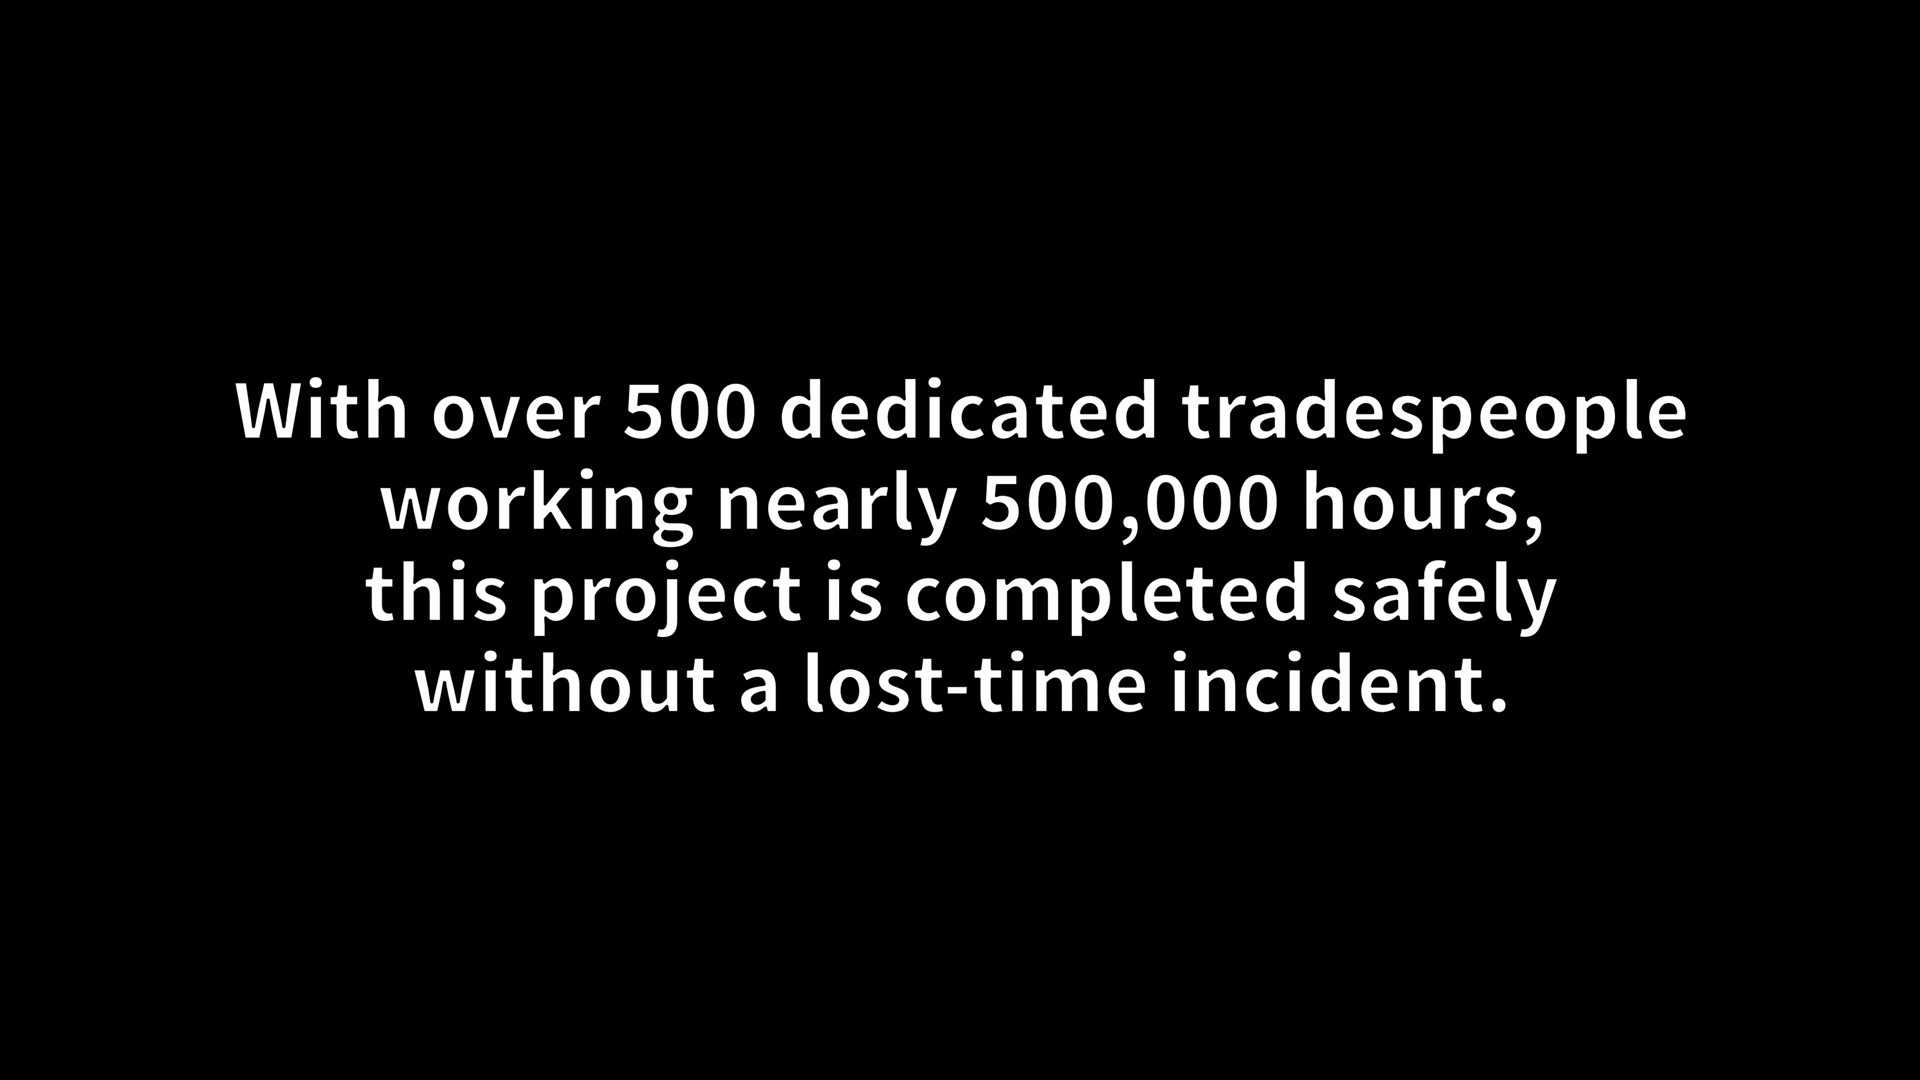 With over 500 dedicated tradespeople
working nearly 500,000 hours,
this project is completed safely
without a lost-time incident.